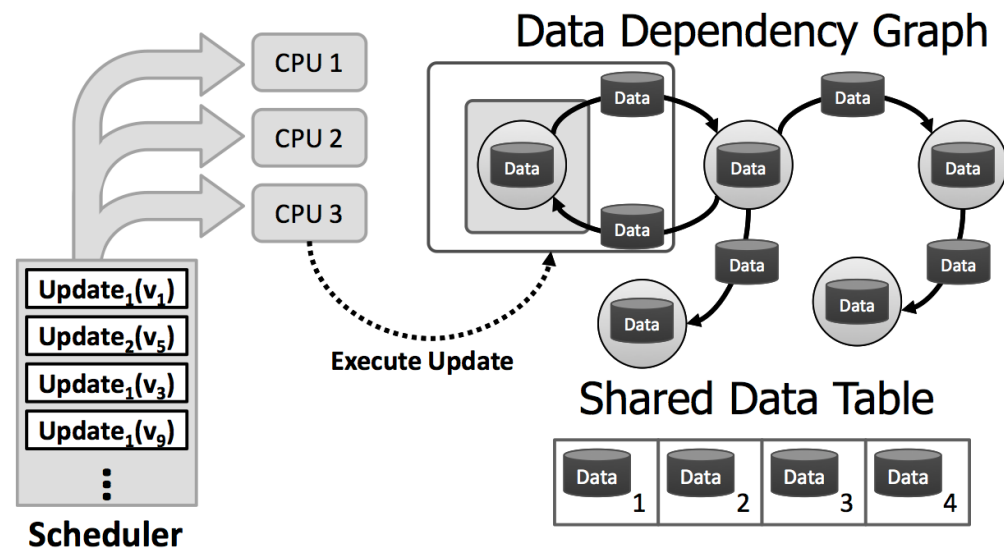 Data Dependency Graph
CPU 1
CPU 2
CPU 3
Data
Data
Data
Data
Data
Data
Data
Data
Data
Data
Update₁(v₁)
Update₂(v₅)
Update₁(v₃)
Update₁(v₉)
⋮
Scheduler
Execute Update
Shared Data Table
Data 1
Data 2
Data 3
Data 4